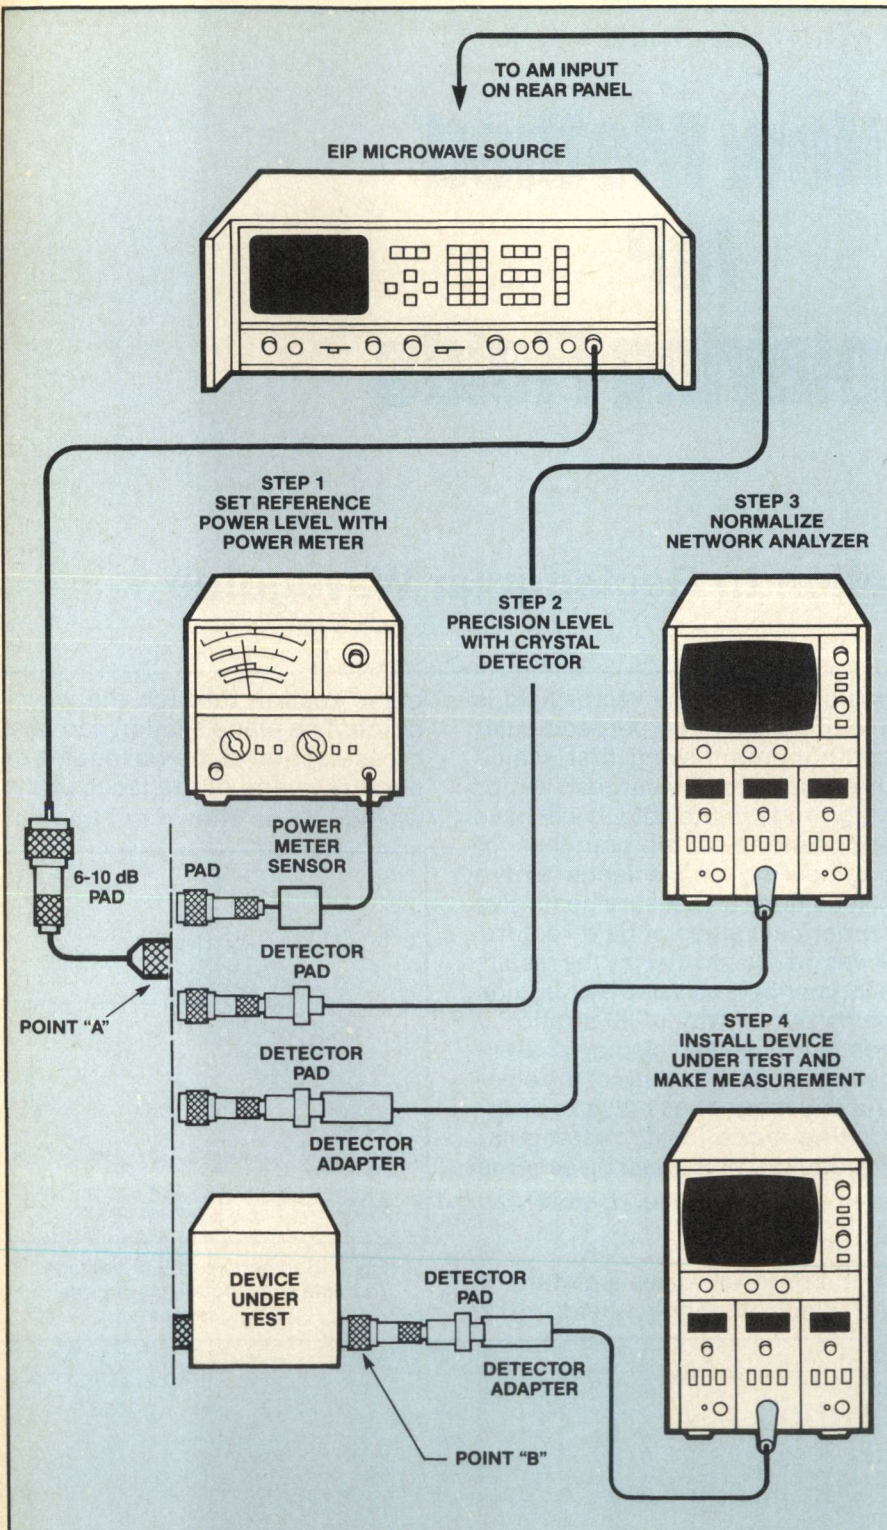 TO AM INPUT
ON REAR PANEL
EIP MICROWAVE SOURCE
STEP 1
SET REFERENCE
POWER LEVEL WITH
POWER METER
STEP 2
PRECISION LEVEL
WITH CRYSTAL
DETECTOR
STEP 3
NORMALIZE
NETWORK ANALYZER
6-10 dB
PAD
POINT “A”
PAD
POWER
METER
SENSOR
DETECTOR
PAD
DETECTOR
PAD
DETECTOR
ADAPTER
STEP 4
INSTALL DEVICE
UNDER TEST AND
MAKE MEASUREMENT
DEVICE
UNDER
TEST
DETECTOR
PAD
DETECTOR
ADAPTER
POINT “B”